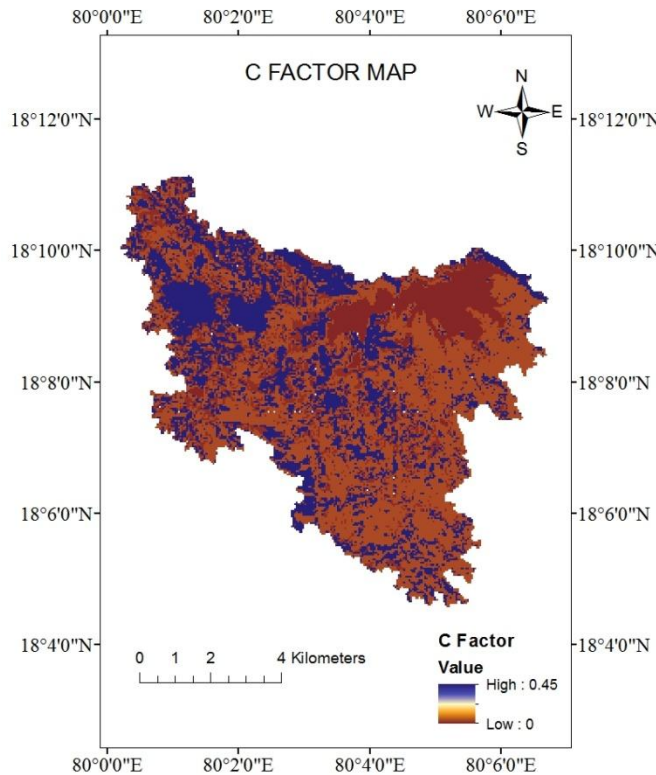 80°0'0"E 80°2'0"E 80°4'0"E 80°6'0"E
C FACTOR MAP
N
W E
S
18°12'0"N 18°12'0"N
18°10'0"N 18°10'0"N
18°8'0"N 18°8'0"N
18°6'0"N 18°6'0"N
18°4'0"N 18°4'0"N
0 1 2 4 Kilometers
C Factor
Value
High : 0.45
Low : 0
80°0'0"E 80°2'0"E 80°4'0"E 80°6'0"E